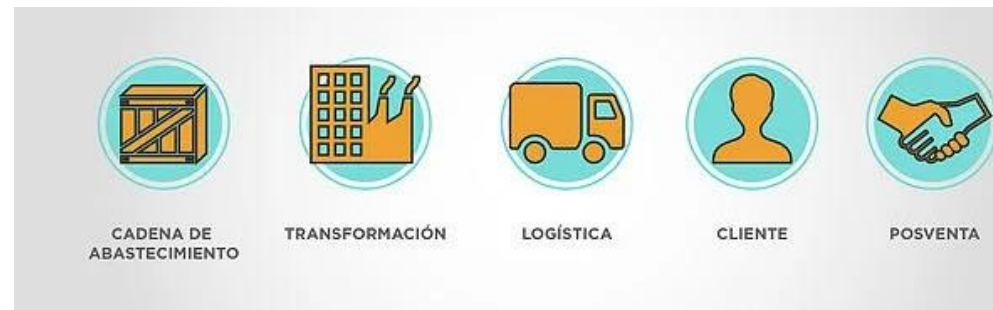 CADENA DE
ABASTECIMIENTO
TRANSFORMACIÓN
LOGÍSTICA
CLIENTE
POSVENTA